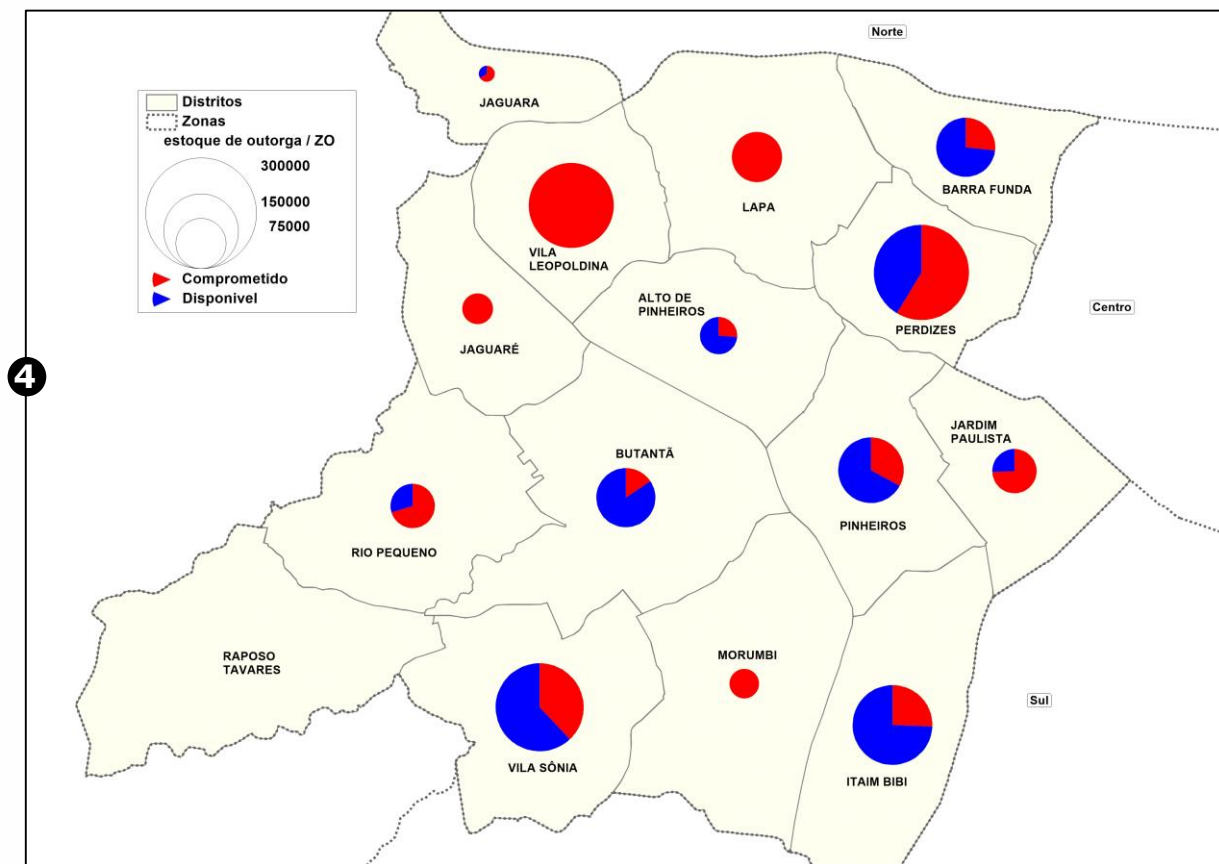 Norte
JAGUARA
Distritos
Zonas
estoque de outorga / ZO
300000
150000
75000
Comprometido
Disponivel
BARRA FUNDA
LAPA
VILA
LEOPOLDINA
ALTO DE
PINHEIROS
Centro
PERDIZES
JAGUARÉ
4
JARDIM
PAULISTA
BUTANTÃ
PINHEIROS
RIO PEQUENO
RAPOSO
TAVARES
MORUMBI
Sul
VILA SÔNIA
ITAIM BIBI